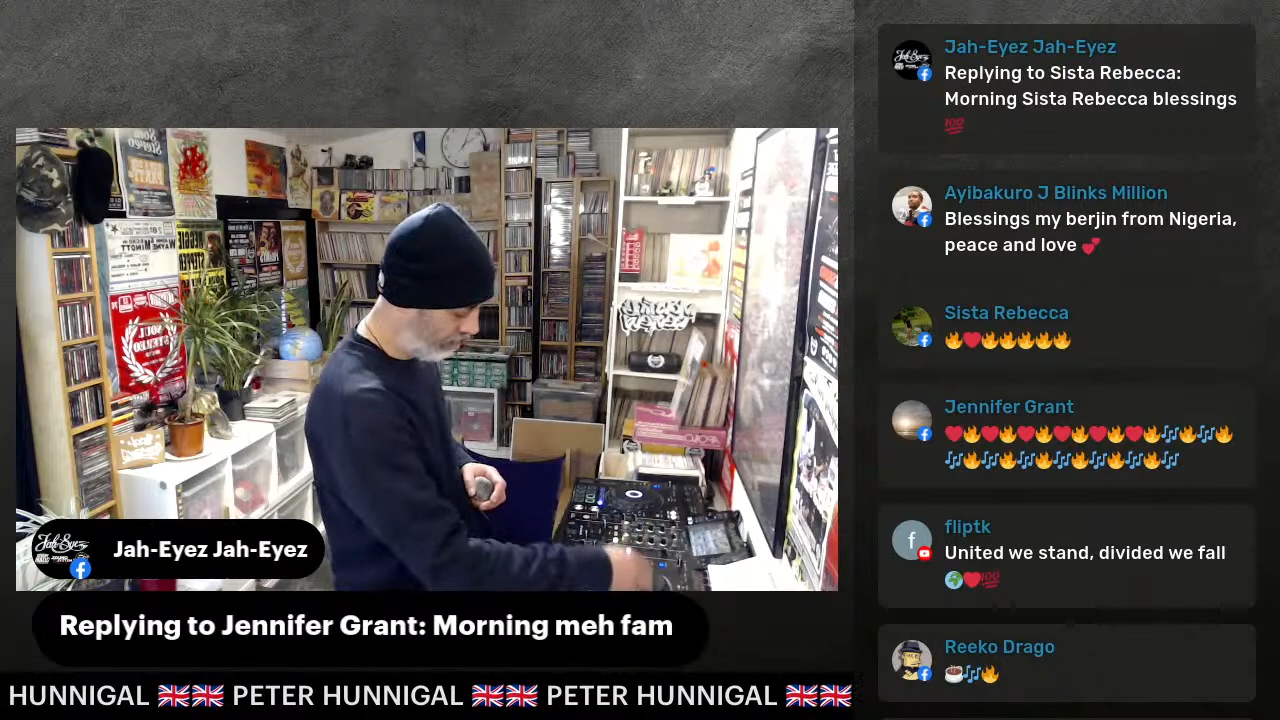 Jah-Eyez Jah-Eyez
Replying to Jennifer Grant: Morning meh fam
HUNNIGAL 🇬🇧🇬🇧 PETER HUNNIGAL 🇬🇧🇬🇧 PETER HUNNIGAL 🇬🇧🇬🇧
Jah-Eyez Jah-Eyez
Replying to Sista Rebecca:
Morning Sista Rebecca blessings
💯
Ayibakuro J Blinks Million
Blessings my berjin from Nigeria,
peace and love 💕
Sista Rebecca
🔥❤️🔥🔥🔥🔥🔥
Jennifer Grant
❤️🔥❤️🔥❤️🔥❤️🔥❤️🔥❤️🔥🎶🔥🎶🔥
🎶🔥🎶🔥🎶🔥🎶🔥🎶🔥🎶🔥🎶
fliptk
United we stand, divided we fall
🌍❤️💯
Reeko Drago
☕🎶🔥